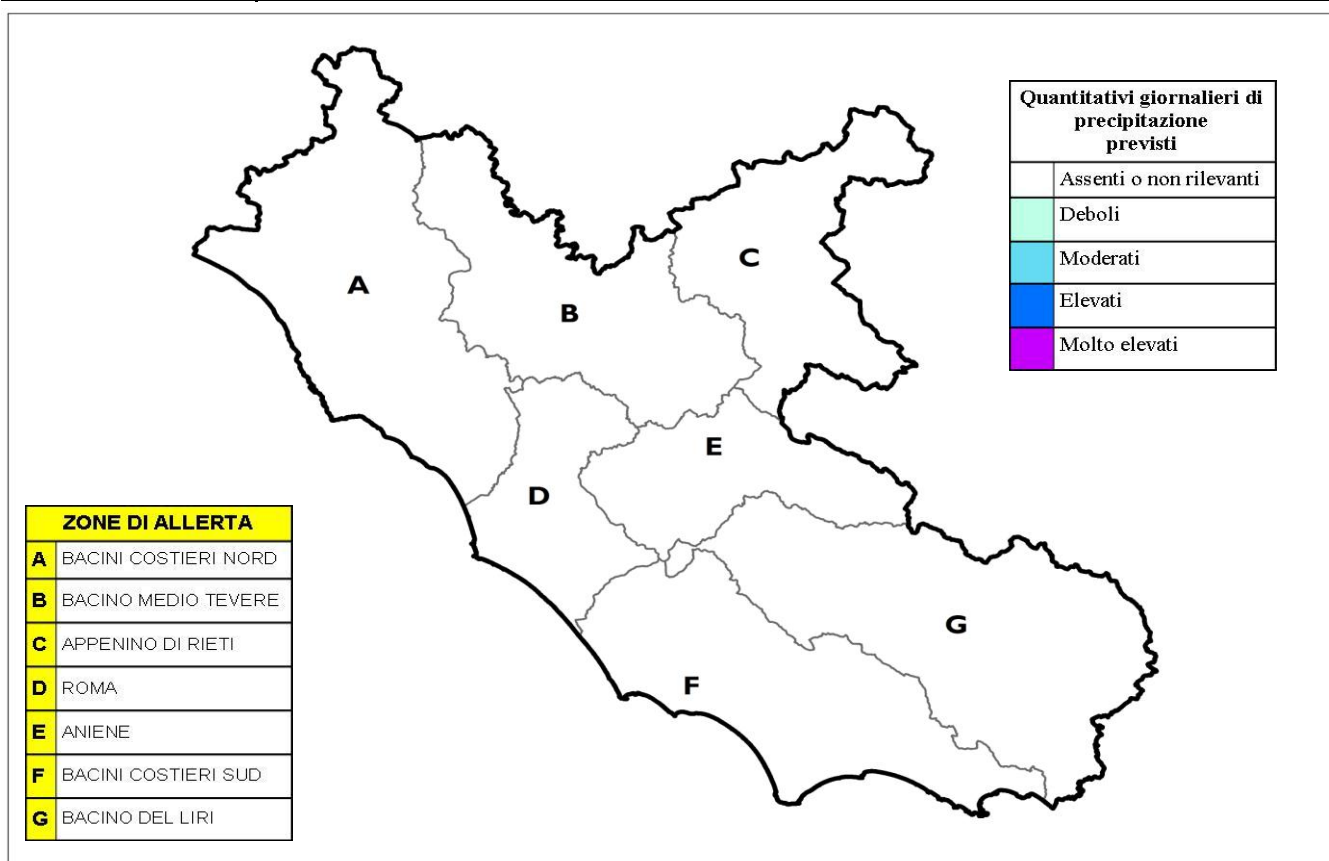 Quantitativi giornalieri di
precipitazione
previsti
Assenti o non rilevanti
Deboli
Moderati
Elevati
Molto elevati
A
B
C
D
E
F
G
ZONE DI ALLERTA
A BACINI COSTIERI NORD
B BACINO MEDIO TEVERE
C APPENINO DI RIETI
D ROMA
E ANIENE
F BACINI COSTIERI SUD
G BACINO DEL LIRI